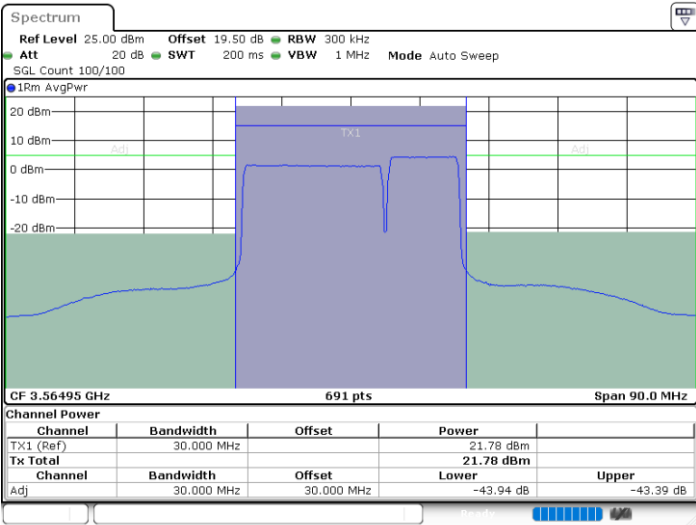 Spectrum
Ref Level 25.00 dBm Offset 19.50 dB RBW 300 kHz
Att 20 dB SWT 200 ms VBW 1 MHz Mode Auto Sweep
SGL Count 100/100
1Rm AvgPwr
20 dBm
TX1
10 dBm
Adj Adj
0 dBm
-10 dBm
-20 dBm
CF 3.56495 GHz 691 pts Span 90.0 MHz
Channel Power
Channel Bandwidth Offset Power
TX1 (Ref) 30.000 MHz 21.78 dBm
Tx Total 21.78 dBm
Channel Bandwidth Offset Lower Upper
Adj 30.000 MHz 30.000 MHz -43.94 dB -43.39 dB
Ready